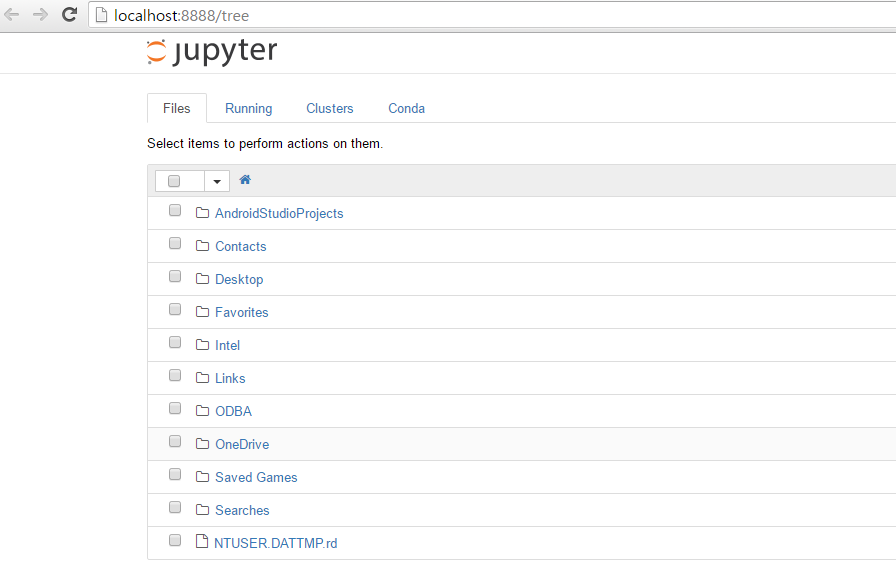 localhost:8888/tree
jupyter
Files Running Clusters Conda
Select items to perform actions on them.
AndroidStudioProjects
Contacts
Desktop
Favorites
Intel
Links
ODBA
OneDrive
Saved Games
Searches
NTUSER.DATTMP.rd